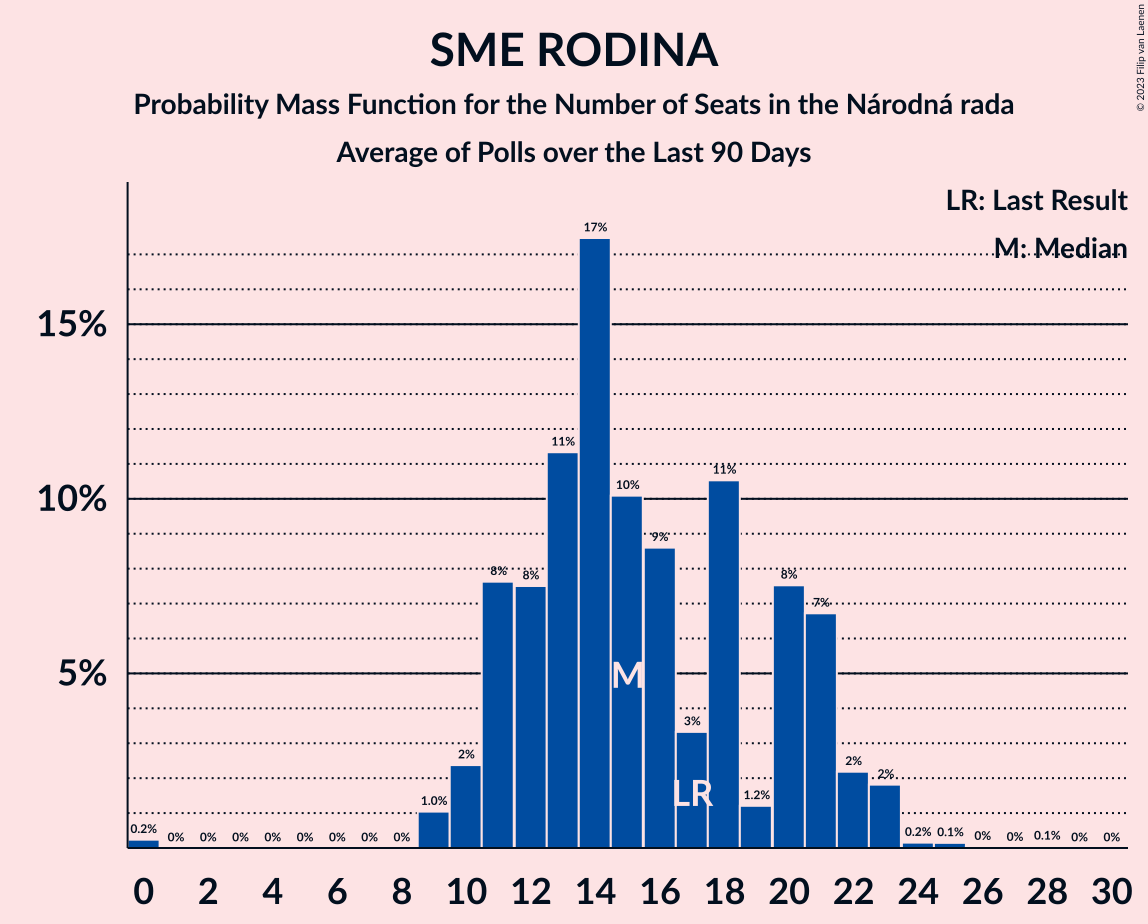 SME RODINA
Probability Mass Function for the Number of Seats in the Národná rada
Average of Polls over the Last 90 Days
© 2023 Filip van Laenen
LR: Last Result
M: Median
15%
10%
5%
0.2% 0% 0% 0% 0% 0% 0% 0% 0% 1.0% 2% 8% 8% 11% 17% 10% 9% 3% 11% 1.2% 8% 7% 2% 2% 0.2% 0.1% 0% 0% 0.1% 0% 0%
M
LR
0 2 4 6 8 10 12 14 16 18 20 22 24 26 28 30